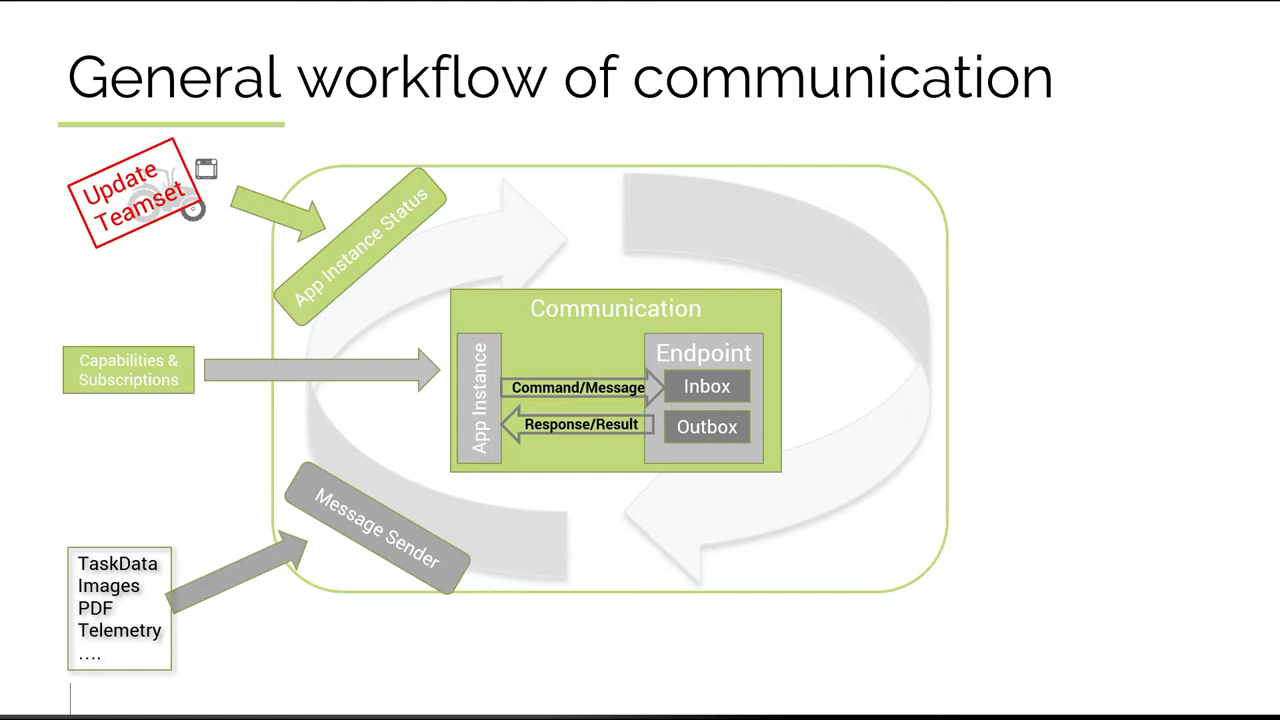 General workflow of communication
Update
Teamset
App Instance Status
Communication
Capabilities &
Subscriptions
App Instance
Endpoint
Command/Message
Inbox
Response/Result
Outbox
Message Sender
TaskData
Images
PDF
Telemetry
....